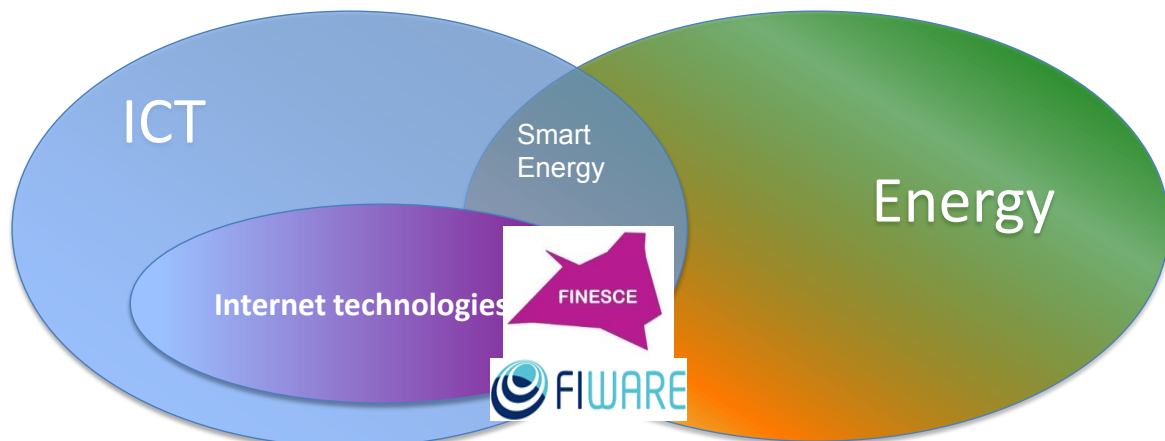 ICT
Smart
Energy
Energy
Internet technologies
FINESCE
FIWARE